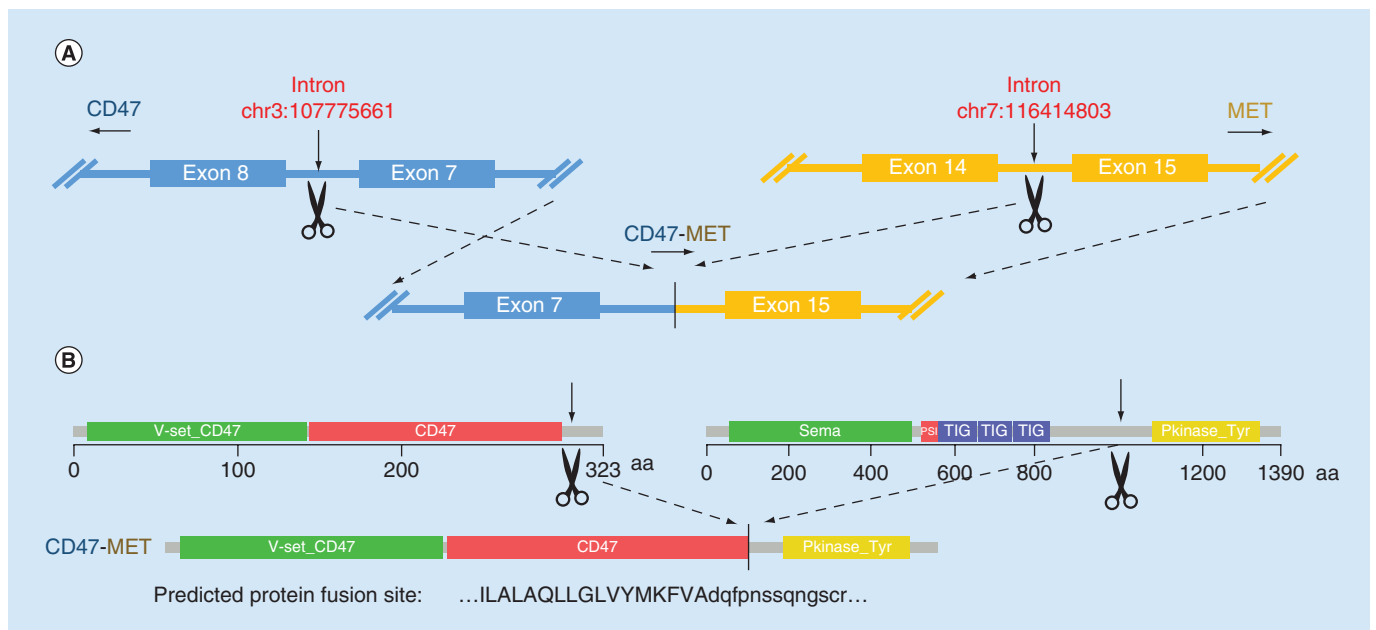 A
Intron
chr3:107775661
CD47
Exon 8
Exon 7
Intron
chr7:116414803
MET
Exon 14
Exon 15
CD47-MET
Exon 7
Exon 15
B
V-set_CD47
CD47
0
100
200
323 aa
Sema
PSI
TIG
TIG
TIG
Pkinase_Tyr
0
200
400
600
800
1200
1390 aa
CD47-MET
V-set_CD47
CD47
Pkinase_Tyr
Predicted protein fusion site: …ILALAQLLGLVYMKFVAdqfpnssqngscr…